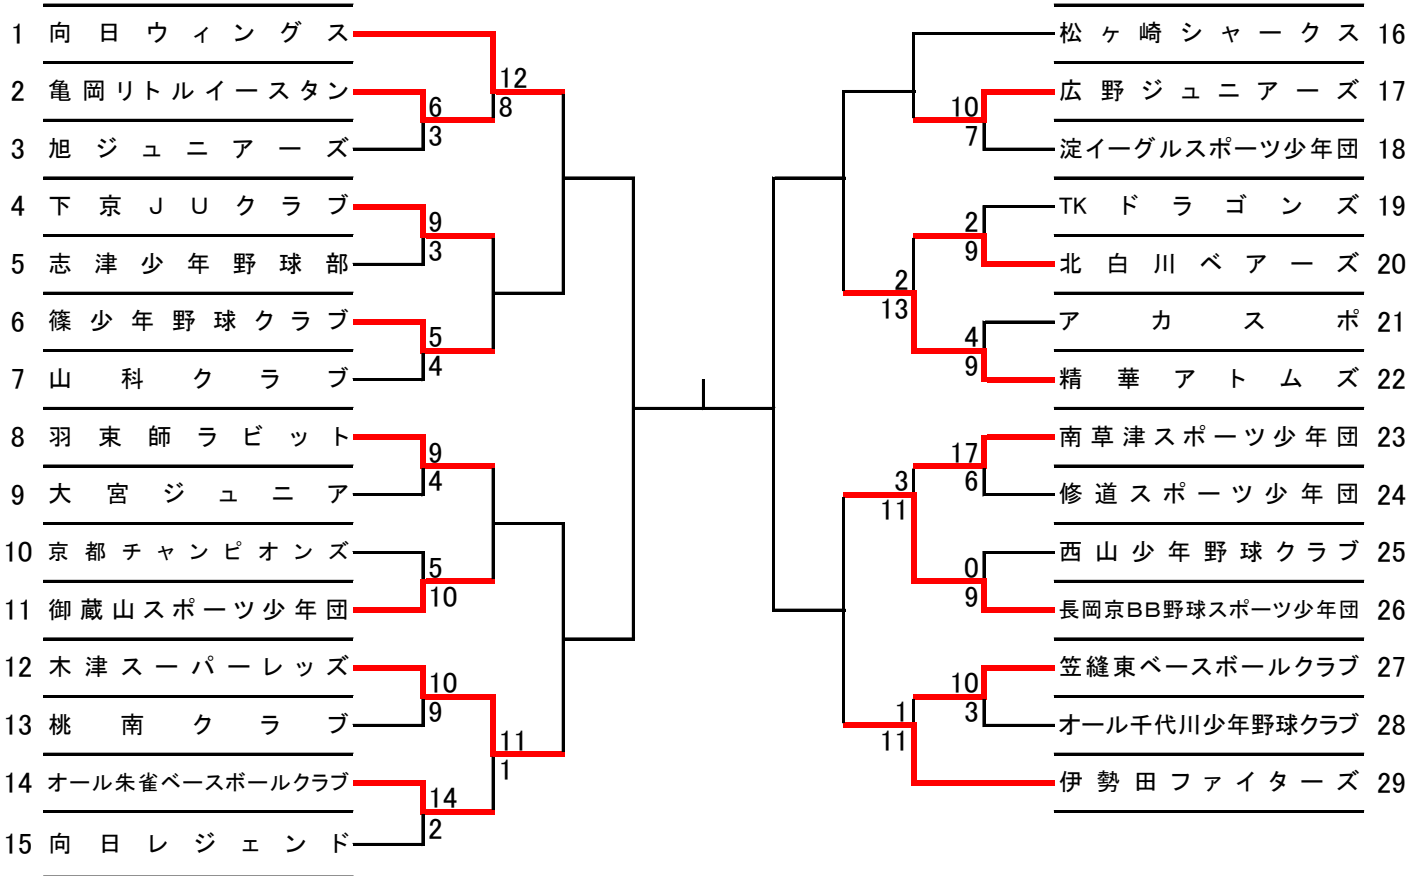 1 向日ウィングス
2 亀岡リトルイースタン
3 旭ジュニアーズ
4 下京ＪＵクラブ
5 志津少年野球部
6 篠少年野球クラブ
7 山科クラブ
8 羽束師ラビット
9 大宮ジュニア
10 京都チャンピオンズ
11 御蔵山スポーツ少年団
12 木津スーパーレッズ
13 桃南クラブ
14 オール朱雀ベースボールクラブ
15 向日レジェンド
6
3
9
3
5
4
9
4
5
10
10
9
14
2
12
8
11
1
松ヶ崎シャークス 16
広野ジュニアーズ 17
淀イーグルスポーツ少年団 18
TKドラゴンズ 19
北白川ベアーズ 20
アカスポ 21
精華アトムズ 22
南草津スポーツ少年団 23
修道スポーツ少年団 24
西山少年野球クラブ 25
長岡京BB野球スポーツ少年団 26
笠縫東ベースボールクラブ 27
オール千代川少年野球クラブ 28
伊勢田ファイターズ 29
10
7
2
9
4
9
17
6
0
9
10
3
2
13
3
11
1
11